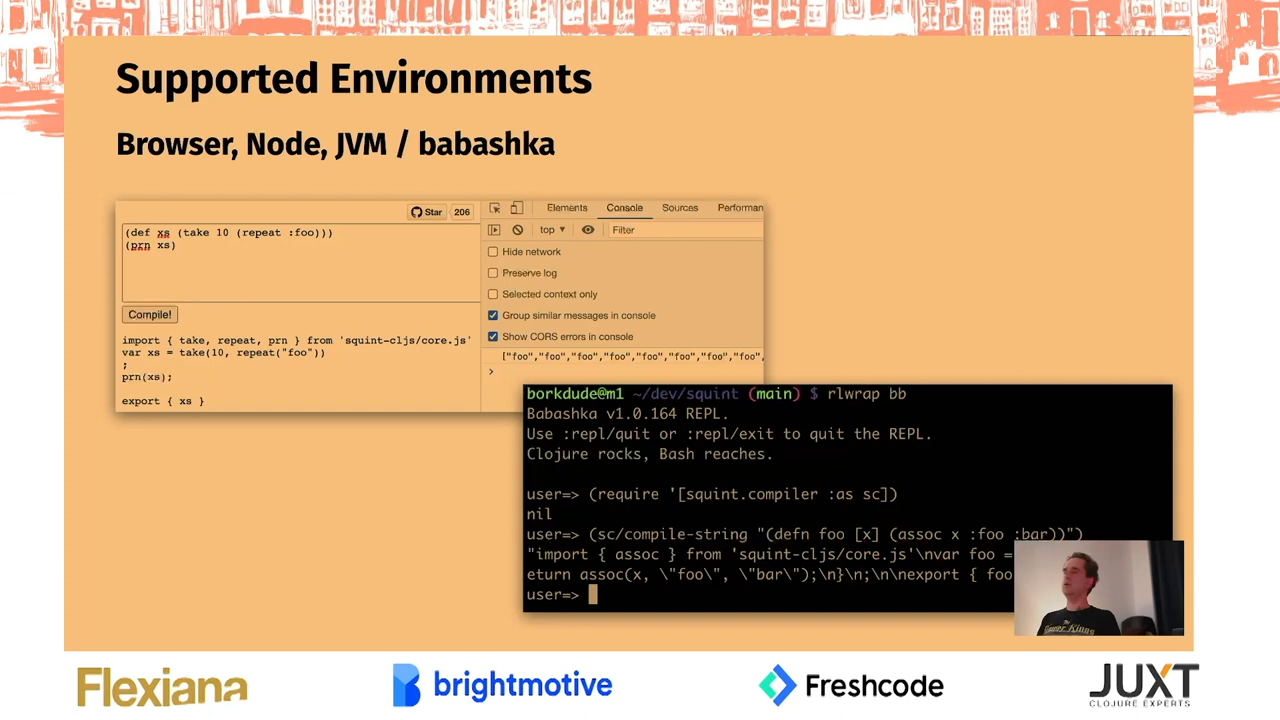 Supported Environments
Browser, Node, JVM / babashka
Star 206
(def xs (take 10 (repeat :foo)))
(prn xs)
Compile!
import { take, repeat, prn } from 'squint-cljs/core.js'
var xs = take(10, repeat("foo"))
;
prn(xs);
export { xs }
Elements Console Sources Performan
top ▼ Filter
Hide network
Preserve log
Selected context only
Group similar messages in console
Show CORS errors in console
["foo","foo","foo","foo","foo","foo","foo","foo",
>
borkdude@m1 ~/dev/squint (main) $ rlwrap bb
Babashka v1.0.164 REPL.
Use :repl/quit or :repl/exit to quit the REPL.
Clojure rocks, Bash reaches.
user=> (require '[squint.compiler :as sc])
nil
user=> (sc/compile-string "(defn foo [x] (assoc x :foo :bar))")
"import { assoc } from 'squint-cljs/core.js'\nvar foo =
eturn assoc(x, \"foo\", \"bar\");\n}\n;\n\nexport { foo
user=>
Flexiana
brightmotive
Freshcode
JUXT
CLOJURE EXPERTS